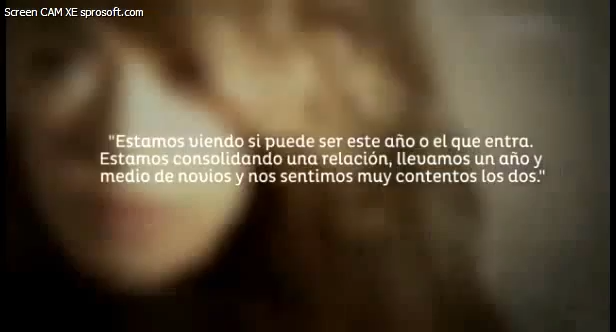 Screen CAM XE sprosoft.com
"Estamos viendo si puede ser este año o el que entra.
Estamos consolidando una relación, llevamos un año y
medio de novios y nos sentimos muy contentos los dos."